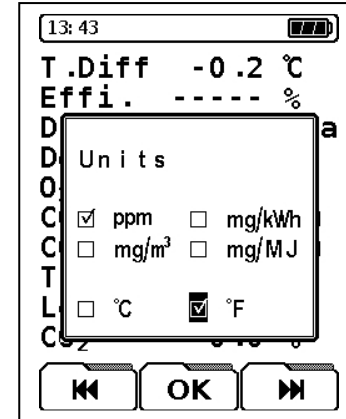 13:43
T.Diff -0.2 °C
Effi. ----- %
Units
☑ ppm ☐ mg/kWh
☐ mg/m³ ☐ mg/MJ
☐ °C ☑ °F
OK